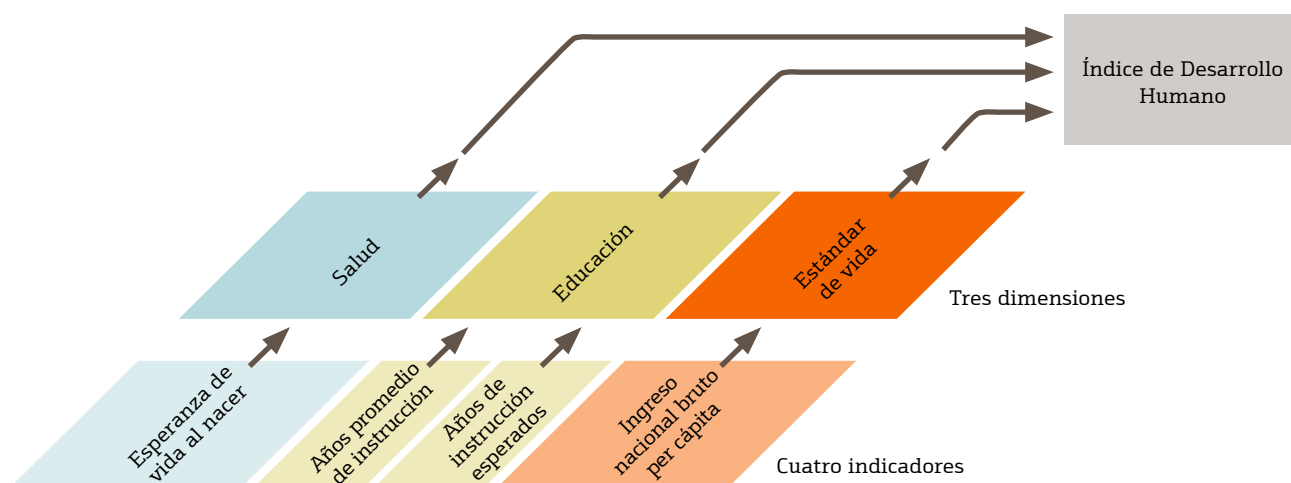 Índice de Desarrollo
Humano
Salud
Educación
Estándar
de vida
Tres dimensiones
Esperanza de
vida al nacer
Años promedio
de instrucción
Años de
instrucción
esperados
Ingreso
nacional bruto
per cápita
Cuatro indicadores